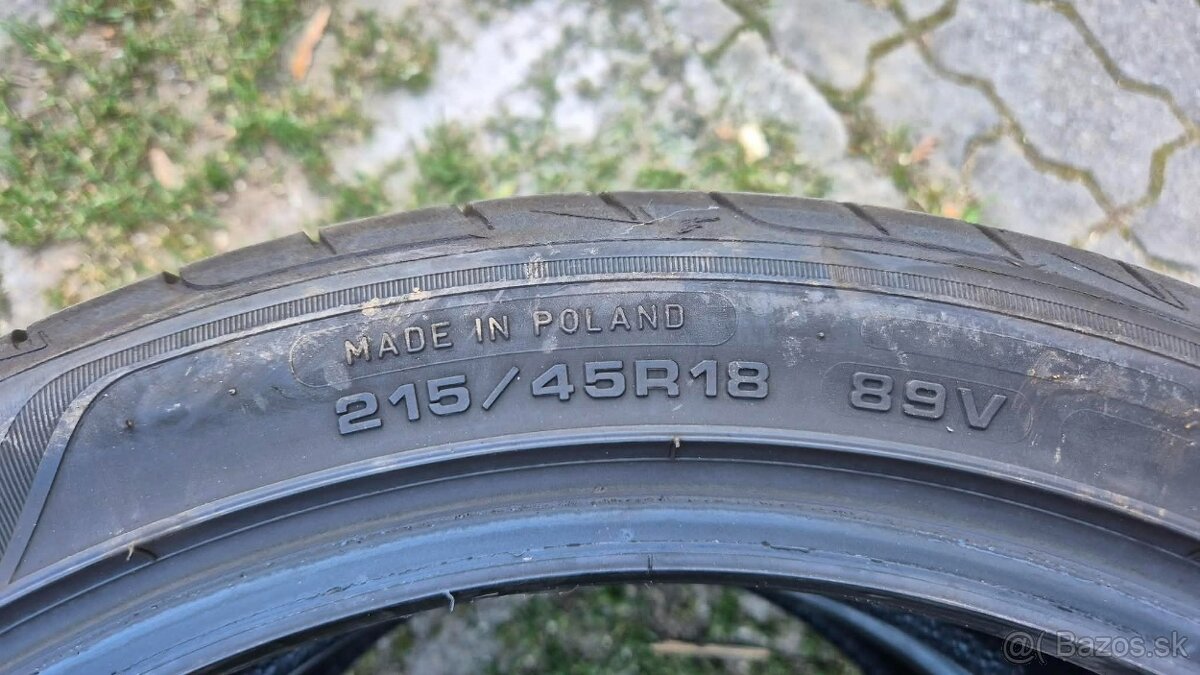 MADE IN POLAND
215/45R18 89V
@( Bazos.sk